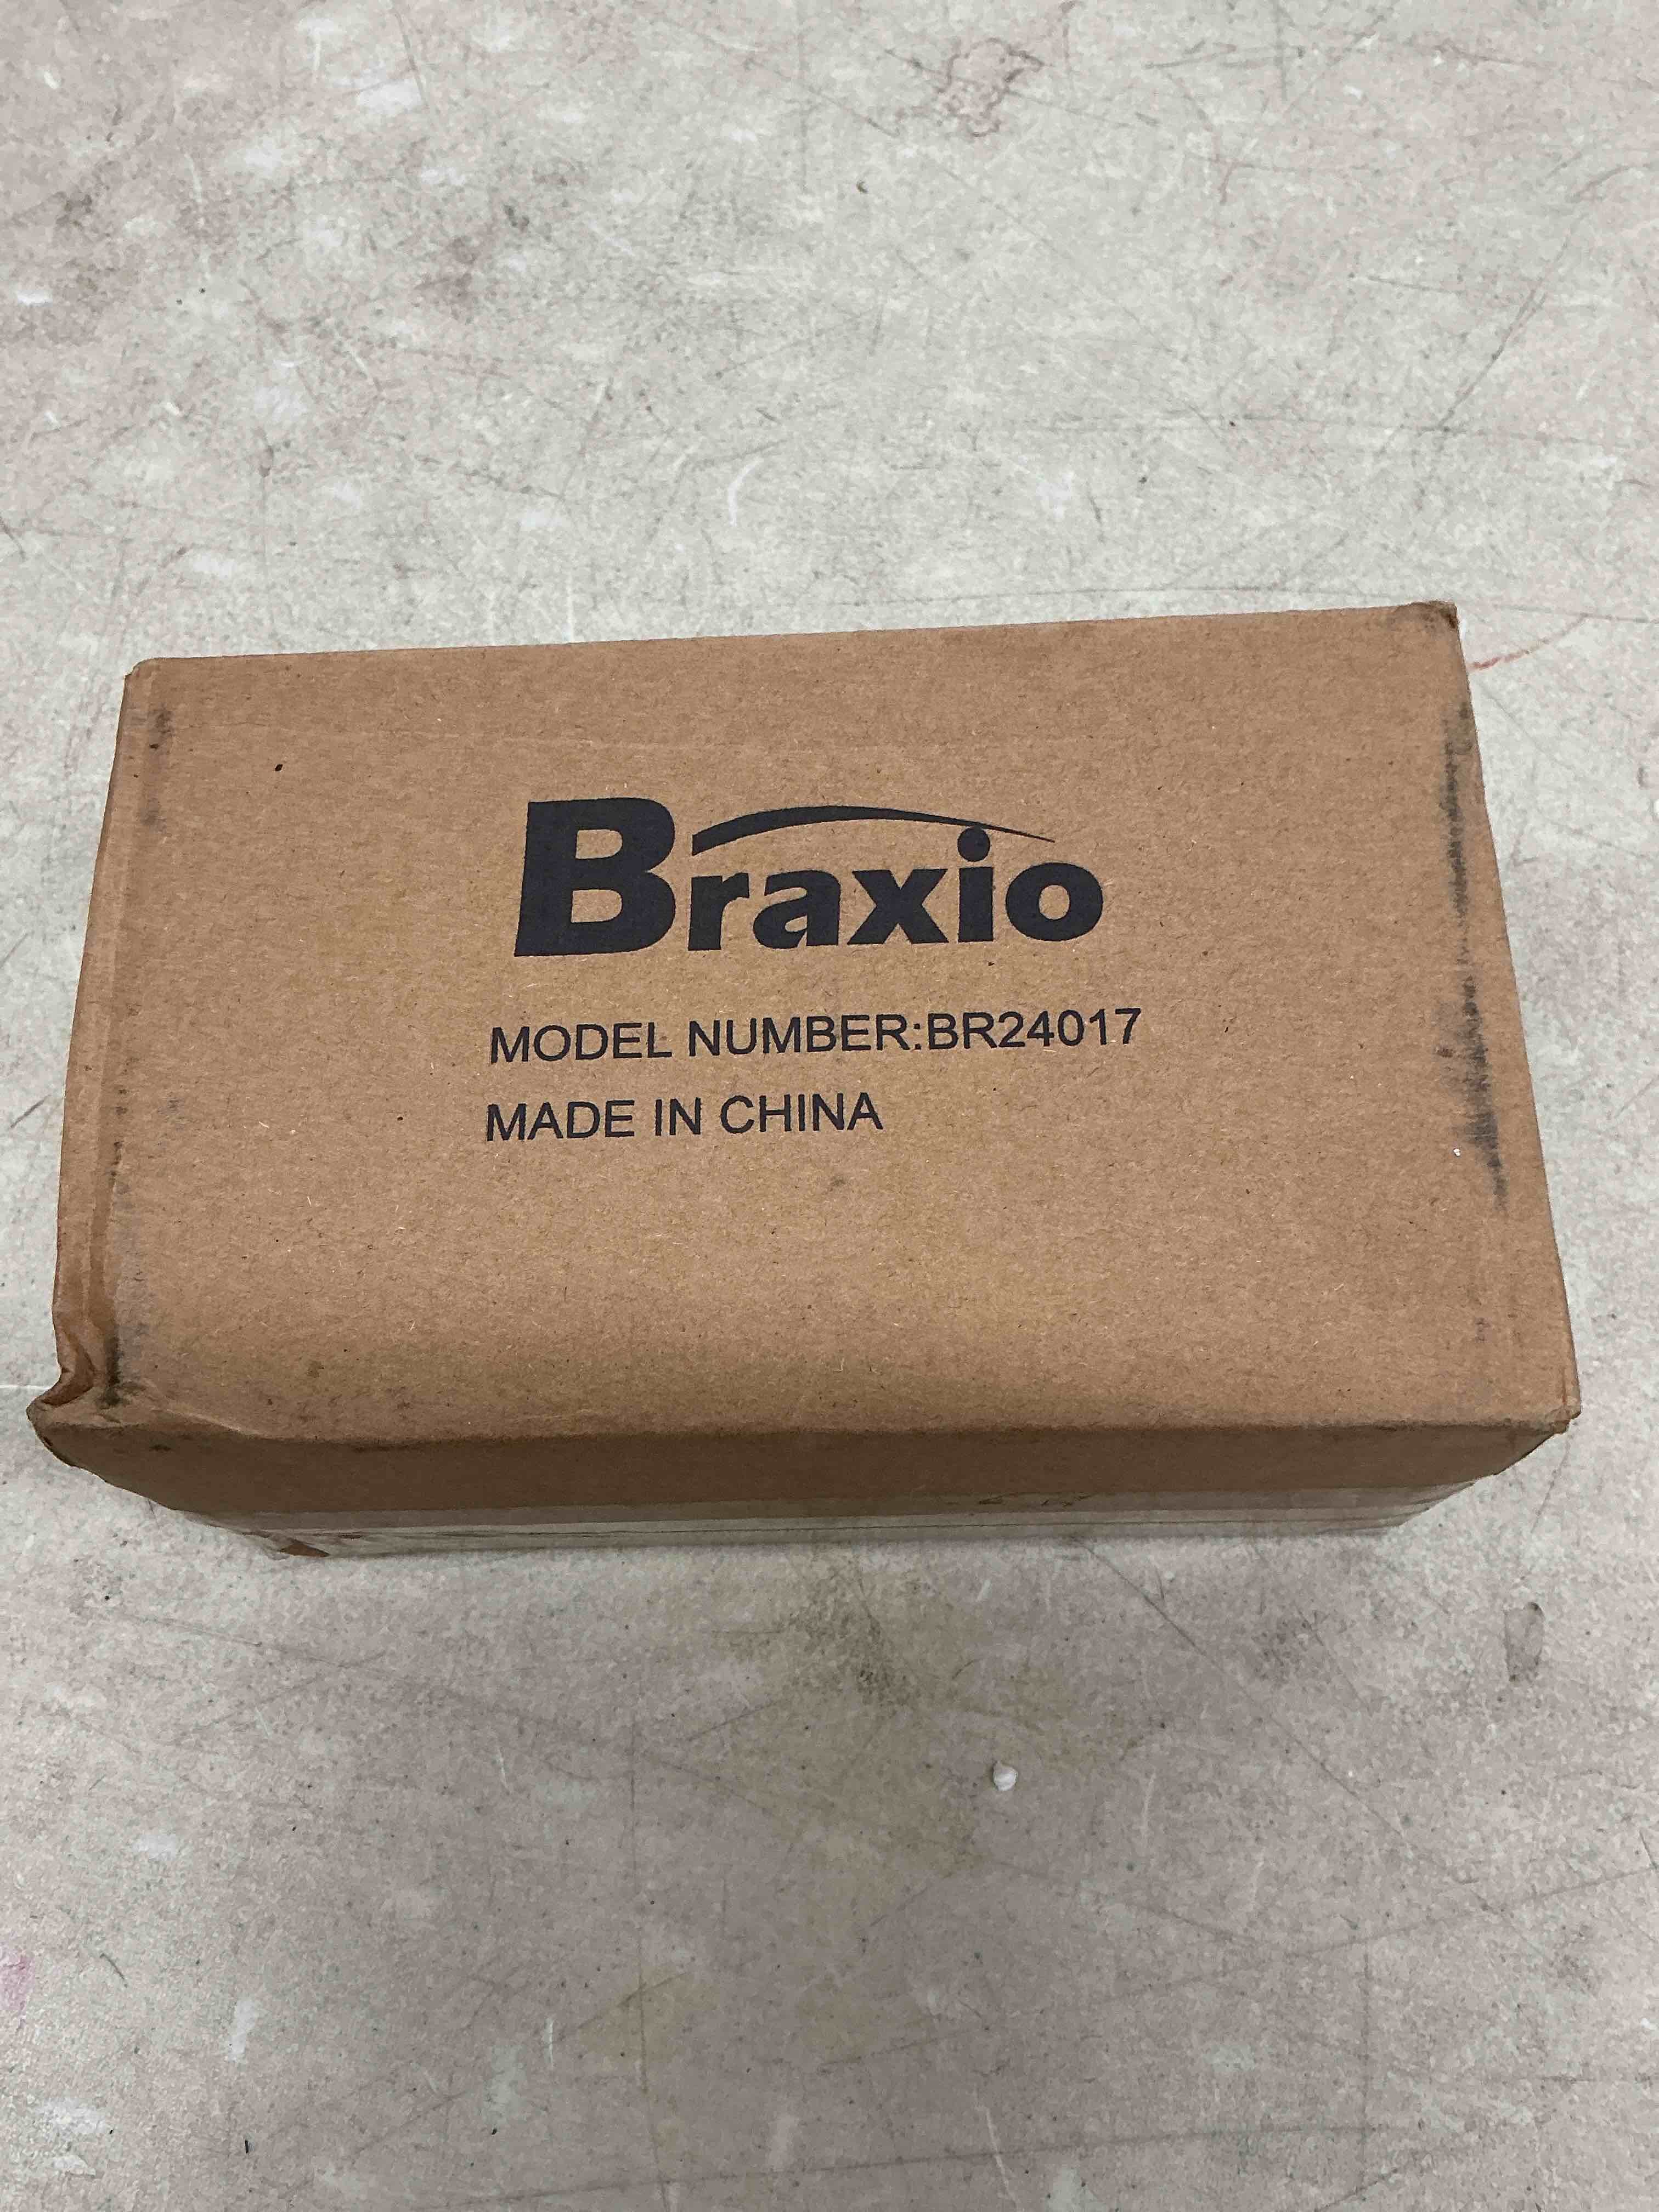 Braxio
MODEL NUMBER:BR24017
MADE IN CHINA